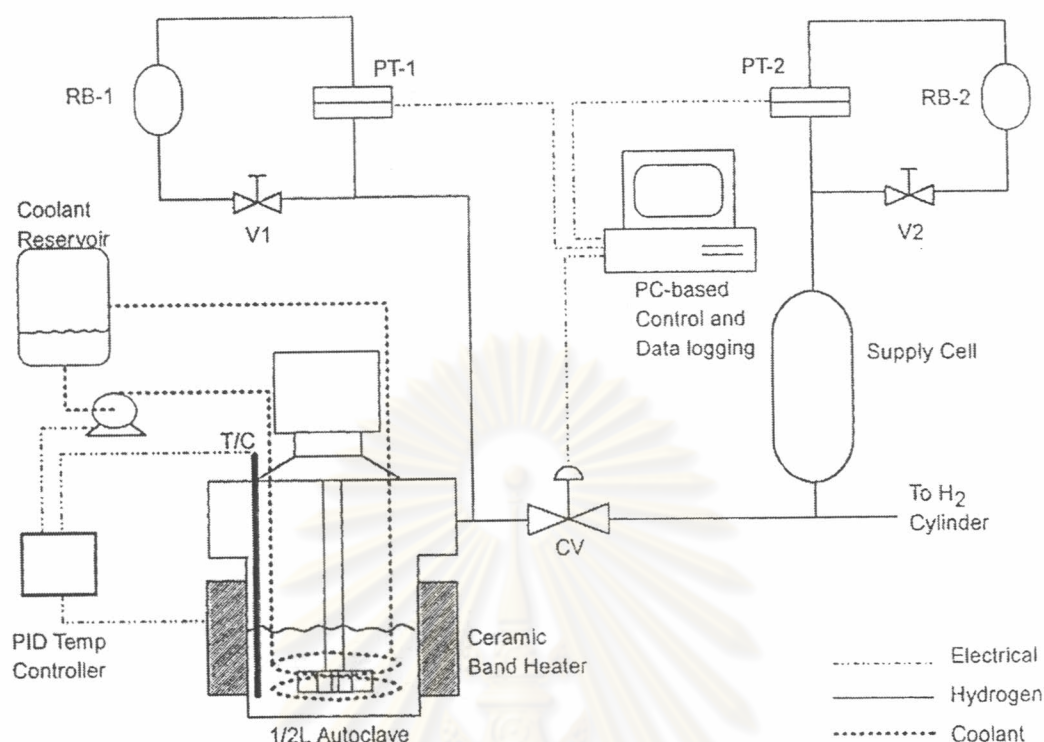 PT-1
PT-2
RB-1
RB-2
V1
V2
Coolant
Reservoir
PC-based
Control and
Data logging
Supply Cell
T/C
To H2
Cylinder
CV
PID Temp
Controller
Ceramic
Band Heater
1/2L Autoclave
Electrical
Hydrogen
Coolant